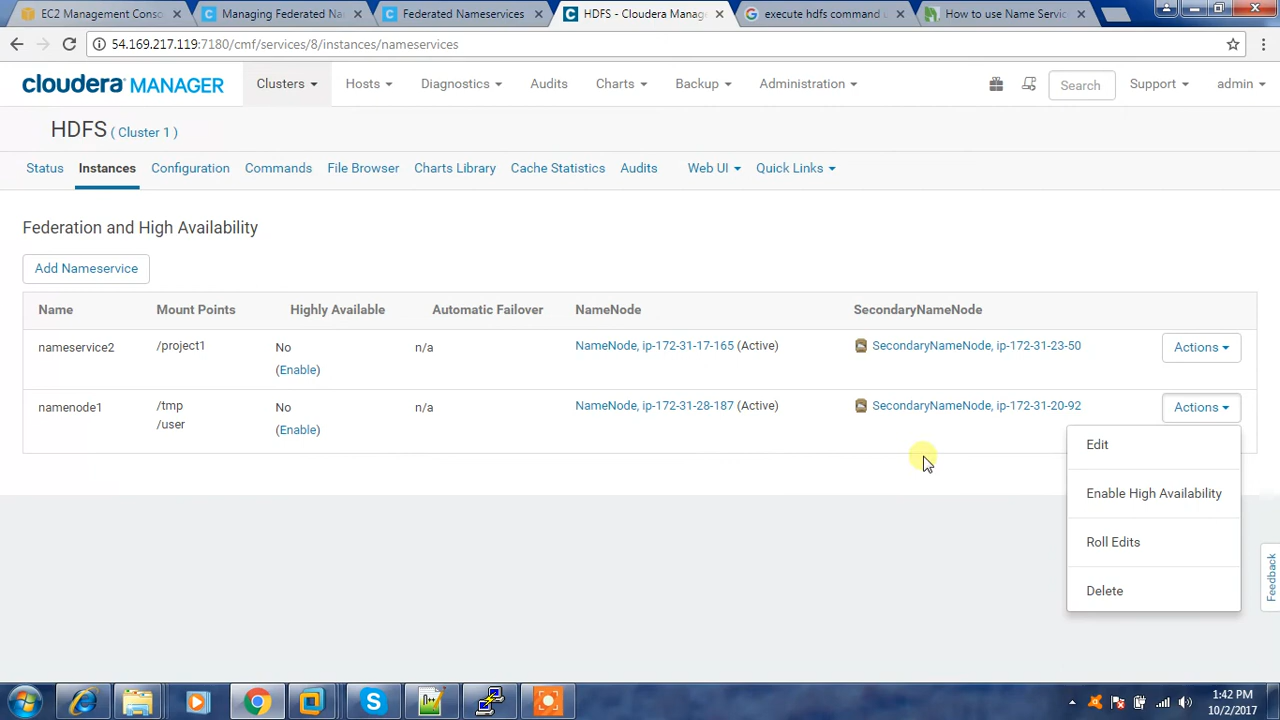 EC2 Management Conso
Managing Federated Na
Federated Nameservices
HDFS - Cloudera Manag
execute hdfs command
How to use Name Servic
54.169.217.119:7180/cmf/services/8/instances/nameservices
cloudera MANAGER
Clusters
Hosts
Diagnostics
Audits
Charts
Backup
Administration
Search
Support
admin
HDFS ( Cluster 1 )
Status
Instances
Configuration
Commands
File Browser
Charts Library
Cache Statistics
Audits
Web UI
Quick Links
Federation and High Availability
Add Nameservice
Name Mount Points Highly Available Automatic Failover NameNode SecondaryNameNode
nameservice2 /project1 No n/a NameNode, ip-172-31-17-165 (Active) SecondaryNameNode, ip-172-31-23-50 Actions
(Enable)
namenode1 /tmp No n/a NameNode, ip-172-31-28-187 (Active) SecondaryNameNode, ip-172-31-20-92 Actions
/user (Enable)
Edit
Enable High Availability
Roll Edits
Delete
Feedback
1:42 PM
10/2/2017